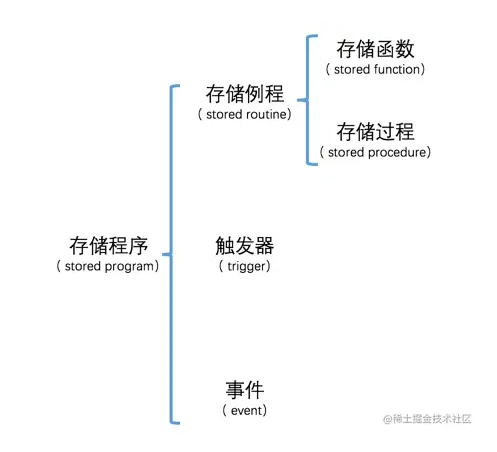 存储函数
（ stored function）
存储例程
（ stored routine）
存储过程
（ stored procedure）
存储程序
（ stored program）
触发器
（ trigger）
事件
（ event）
@稀土掘金技术社区